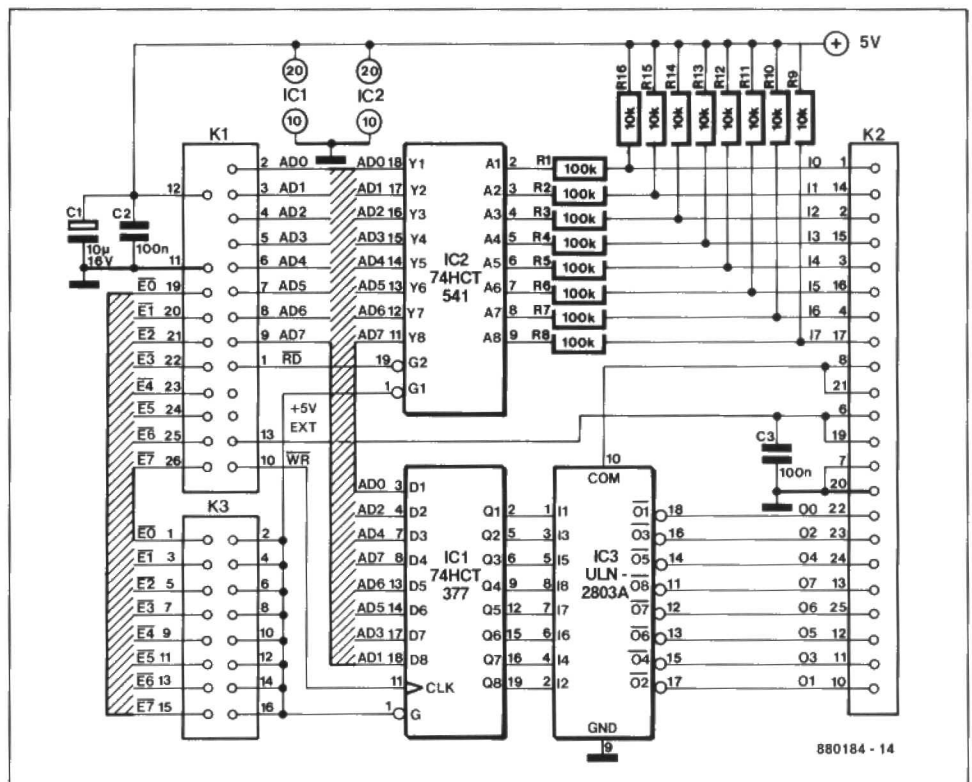 5V
20 20
IC1 IC2
10 10
R16 R15 R14 R13 R12 R11 R10 R9
10k 10k 10k 10k 10k 10k 10k 10k
K1
K2
12
C1 C2
10µ 16V
100n
11
2 AD0 AD0 18 Y1 A1 2 R1 100k I0 1
3 AD1 AD1 17 Y2 A2 3 R2 100k I1 14
4 AD2 AD2 16 Y3 A3 4 R3 100k I2 2
5 AD3 AD3 15 Y4 A4 5 R4 100k I3 15
6 AD4 AD4 14 Y5 A5 6 R5 100k I4 3
19 E0 7 AD5 AD5 13 Y6 A6 7 R6 100k I5 16
E1 20 8 AD6 AD6 12 Y7 A7 8 R7 100k I6 4
E2 21 9 AD7 AD7 11 Y8 A8 9 R8 100k I7 17
IC2
74HCT
541
E3 22 1 RD 19 G2 8
E4 23 1 G1 21
E5 24 +5V EXT 6
E6 25 13 19
E7 26 10 WR 7
C3
100n
20
10
COM
K3
AD0 3 D1 Q1 2 1 I1 O1 18 O0 22
E0 1 2 AD2 4 D2 Q2 5 3 I3 O3 16 O2 23
E1 3 4 AD4 7 D3 Q3 6 5 I5 O5 14 O4 24
E2 5 6 AD7 8 D4 Q4 9 8 I8 O8 11 O7 13
E3 7 8 AD6 13 D5 Q5 12 7 I7 O7 12 O6 25
E4 9 10 AD5 14 D6 Q6 15 6 I6 O6 13 O5 12
E5 11 12 AD3 17 D7 Q7 16 4 I4 O4 15 O3 11
E6 13 14 AD1 18 D8 Q8 19 2 I2 O2 17 O1 10
IC1
74HCT
377
IC3
ULN -
2803A
11 CLK
E7 15 16 1 G
GND
9
880184 - 14